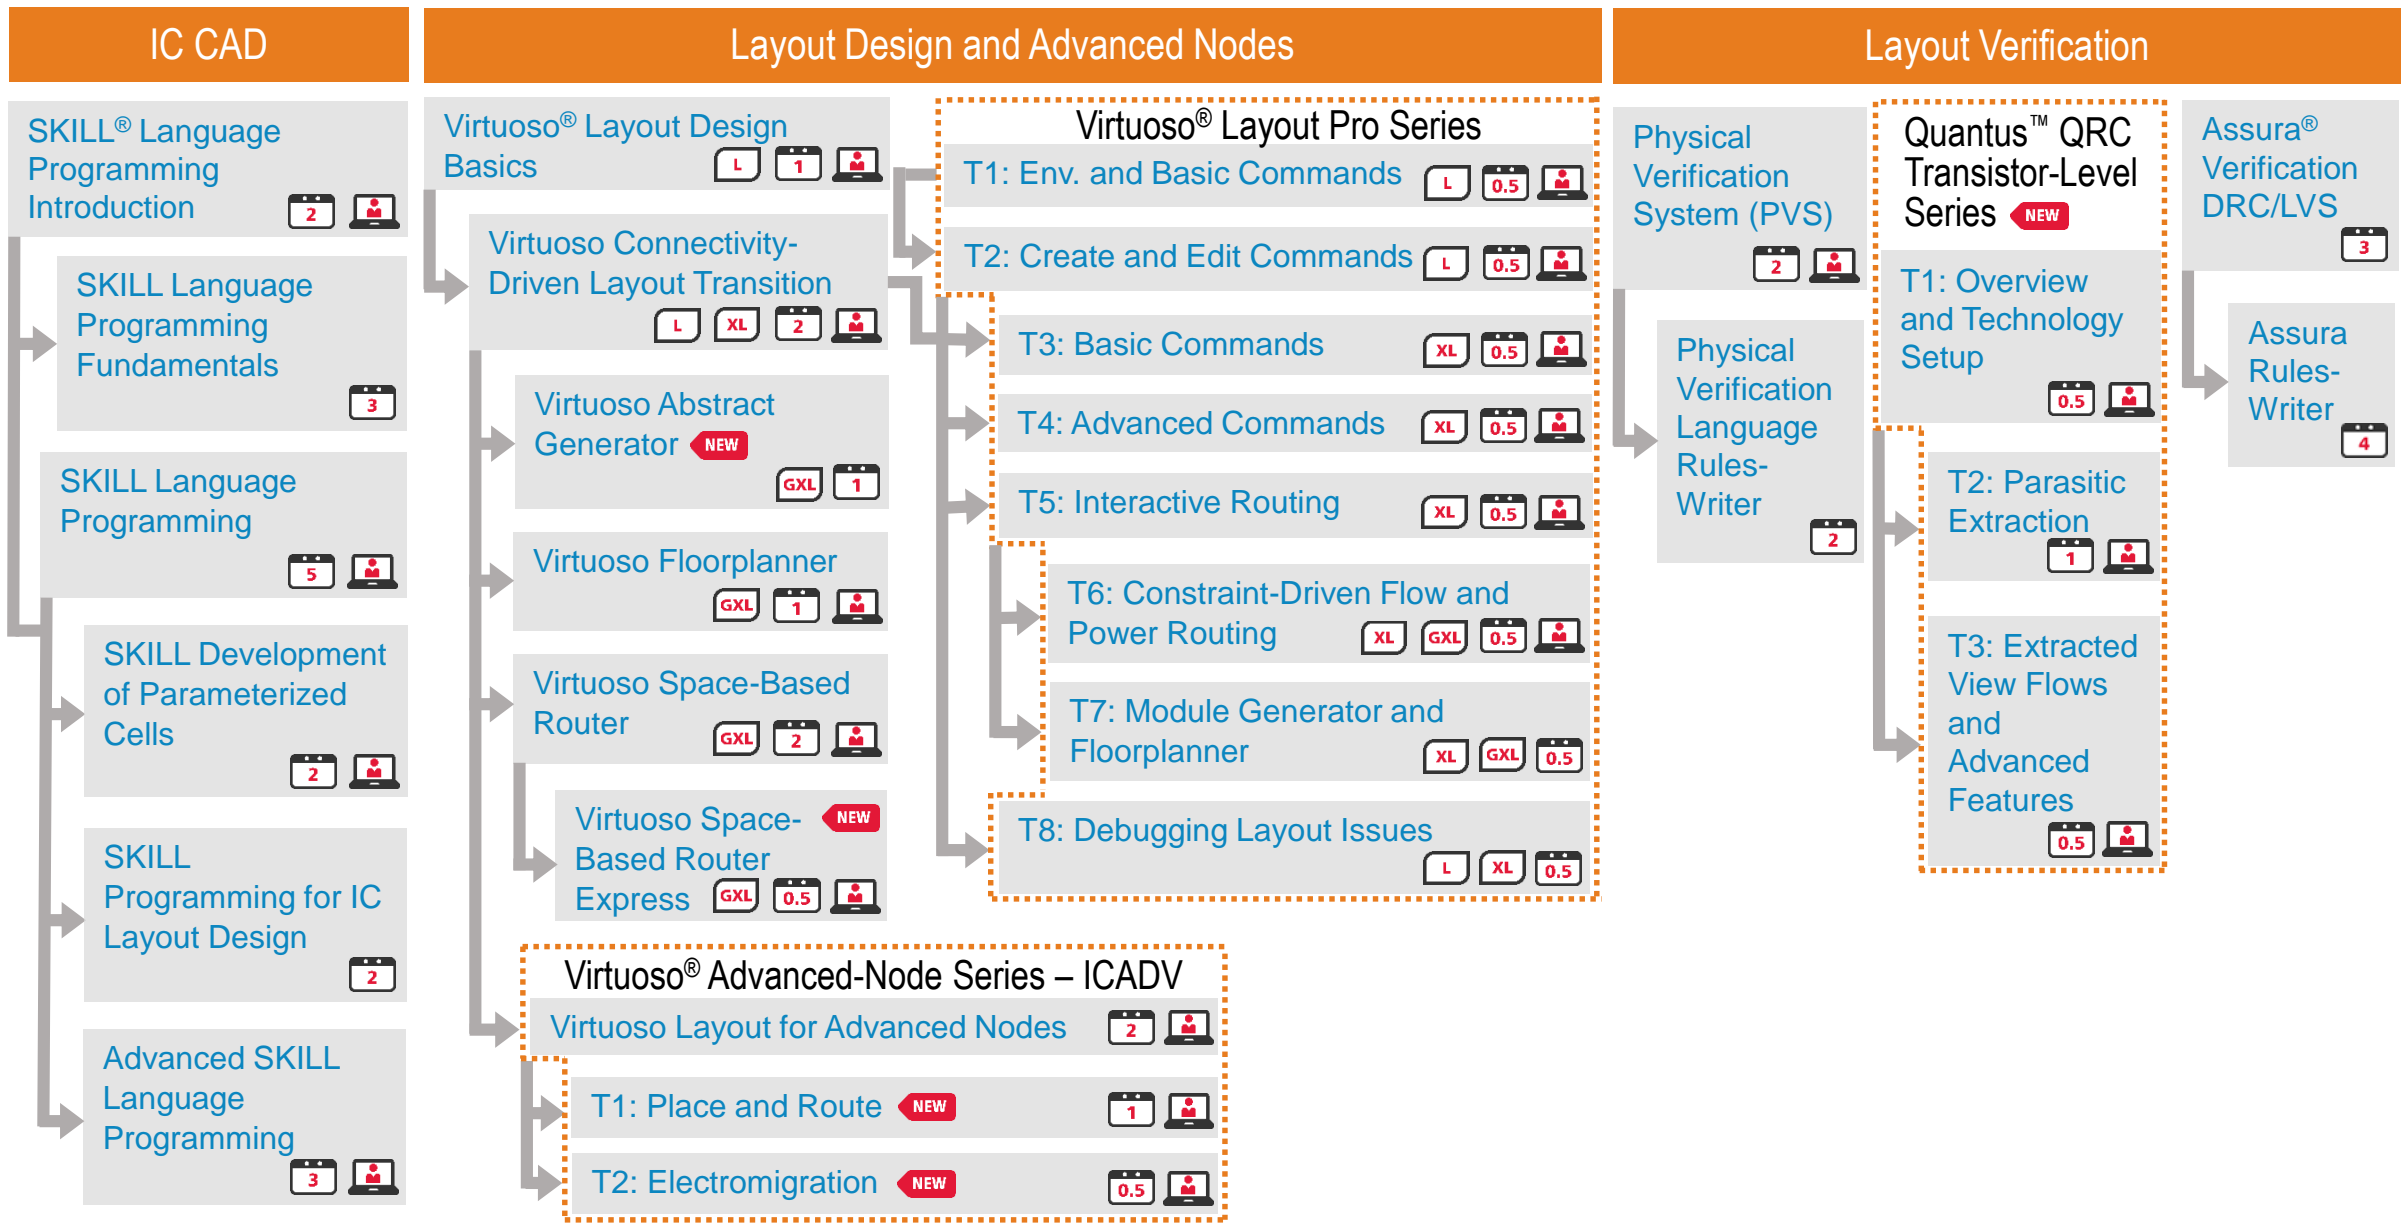 IC CAD
SKILL® Language
Programming
Introduction
2
SKILL Language
Programming
Fundamentals
3
SKILL Language
Programming
5
SKILL Development
of Parameterized
Cells
2
SKILL
Programming for IC
Layout Design
2
Advanced SKILL
Language
Programming
3
Layout Design and Advanced Nodes
Virtuoso® Layout Design
Basics
L 1
Virtuoso Connectivity-
Driven Layout Transition
L XL 2
Virtuoso Abstract
Generator NEW
GXL 1
Virtuoso Floorplanner
GXL 1
Virtuoso Space-Based
Router
GXL 2
Virtuoso Space- NEW
Based Router
Express GXL 0.5
Virtuoso® Layout Pro Series
T1: Env. and Basic Commands L 0.5
T2: Create and Edit Commands L 0.5
T3: Basic Commands XL 0.5
T4: Advanced Commands XL 0.5
T5: Interactive Routing XL 0.5
T6: Constraint-Driven Flow and
Power Routing XL GXL 0.5
T7: Module Generator and
Floorplanner XL GXL 0.5
T8: Debugging Layout Issues
L XL 0.5
Virtuoso® Advanced-Node Series – ICADV
Virtuoso Layout for Advanced Nodes 2
T1: Place and Route NEW 1
T2: Electromigration NEW 0.5
Layout Verification
Physical
Verification
System (PVS)
2
Physical
Verification
Language
Rules-
Writer
2
Quantus™ QRC
Transistor-Level
Series NEW
T1: Overview
and Technology
Setup
0.5
T2: Parasitic
Extraction
1
T3: Extracted
View Flows
and
Advanced
Features
0.5
Assura®
Verification
DRC/LVS
3
Assura
Rules-
Writer
4